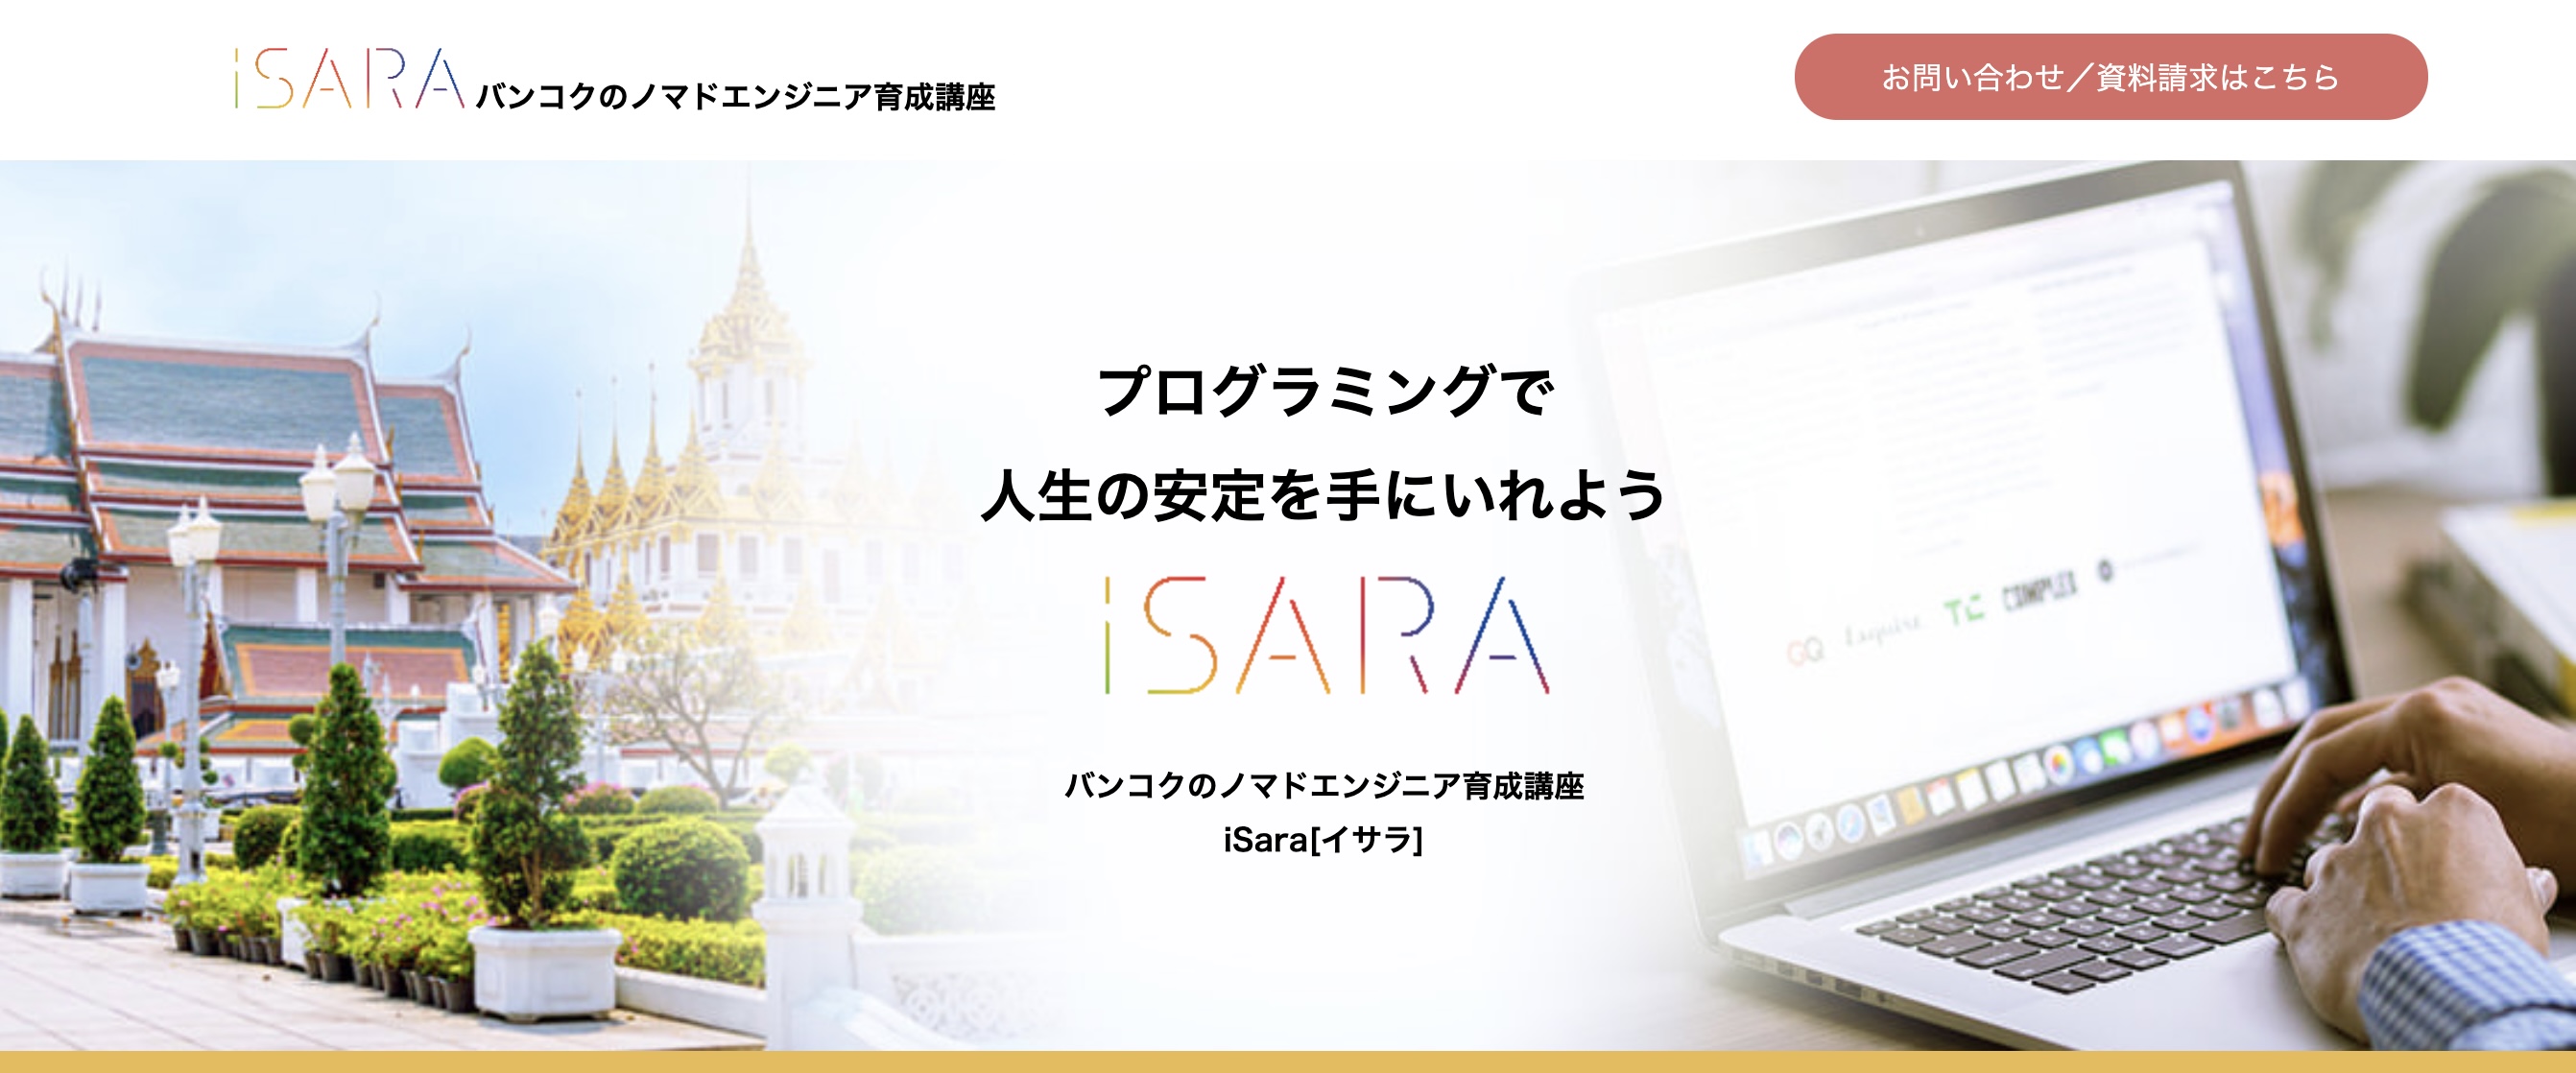 iSARA バンコクのノマドエンジニア育成講座
お問い合わせ／資料請求はこちら
プログラミングで
人生の安定を手にいれよう
iSARA
バンコクのノマドエンジニア育成講座
iSara[イサラ]
GQ Esquire TC COMPLEX